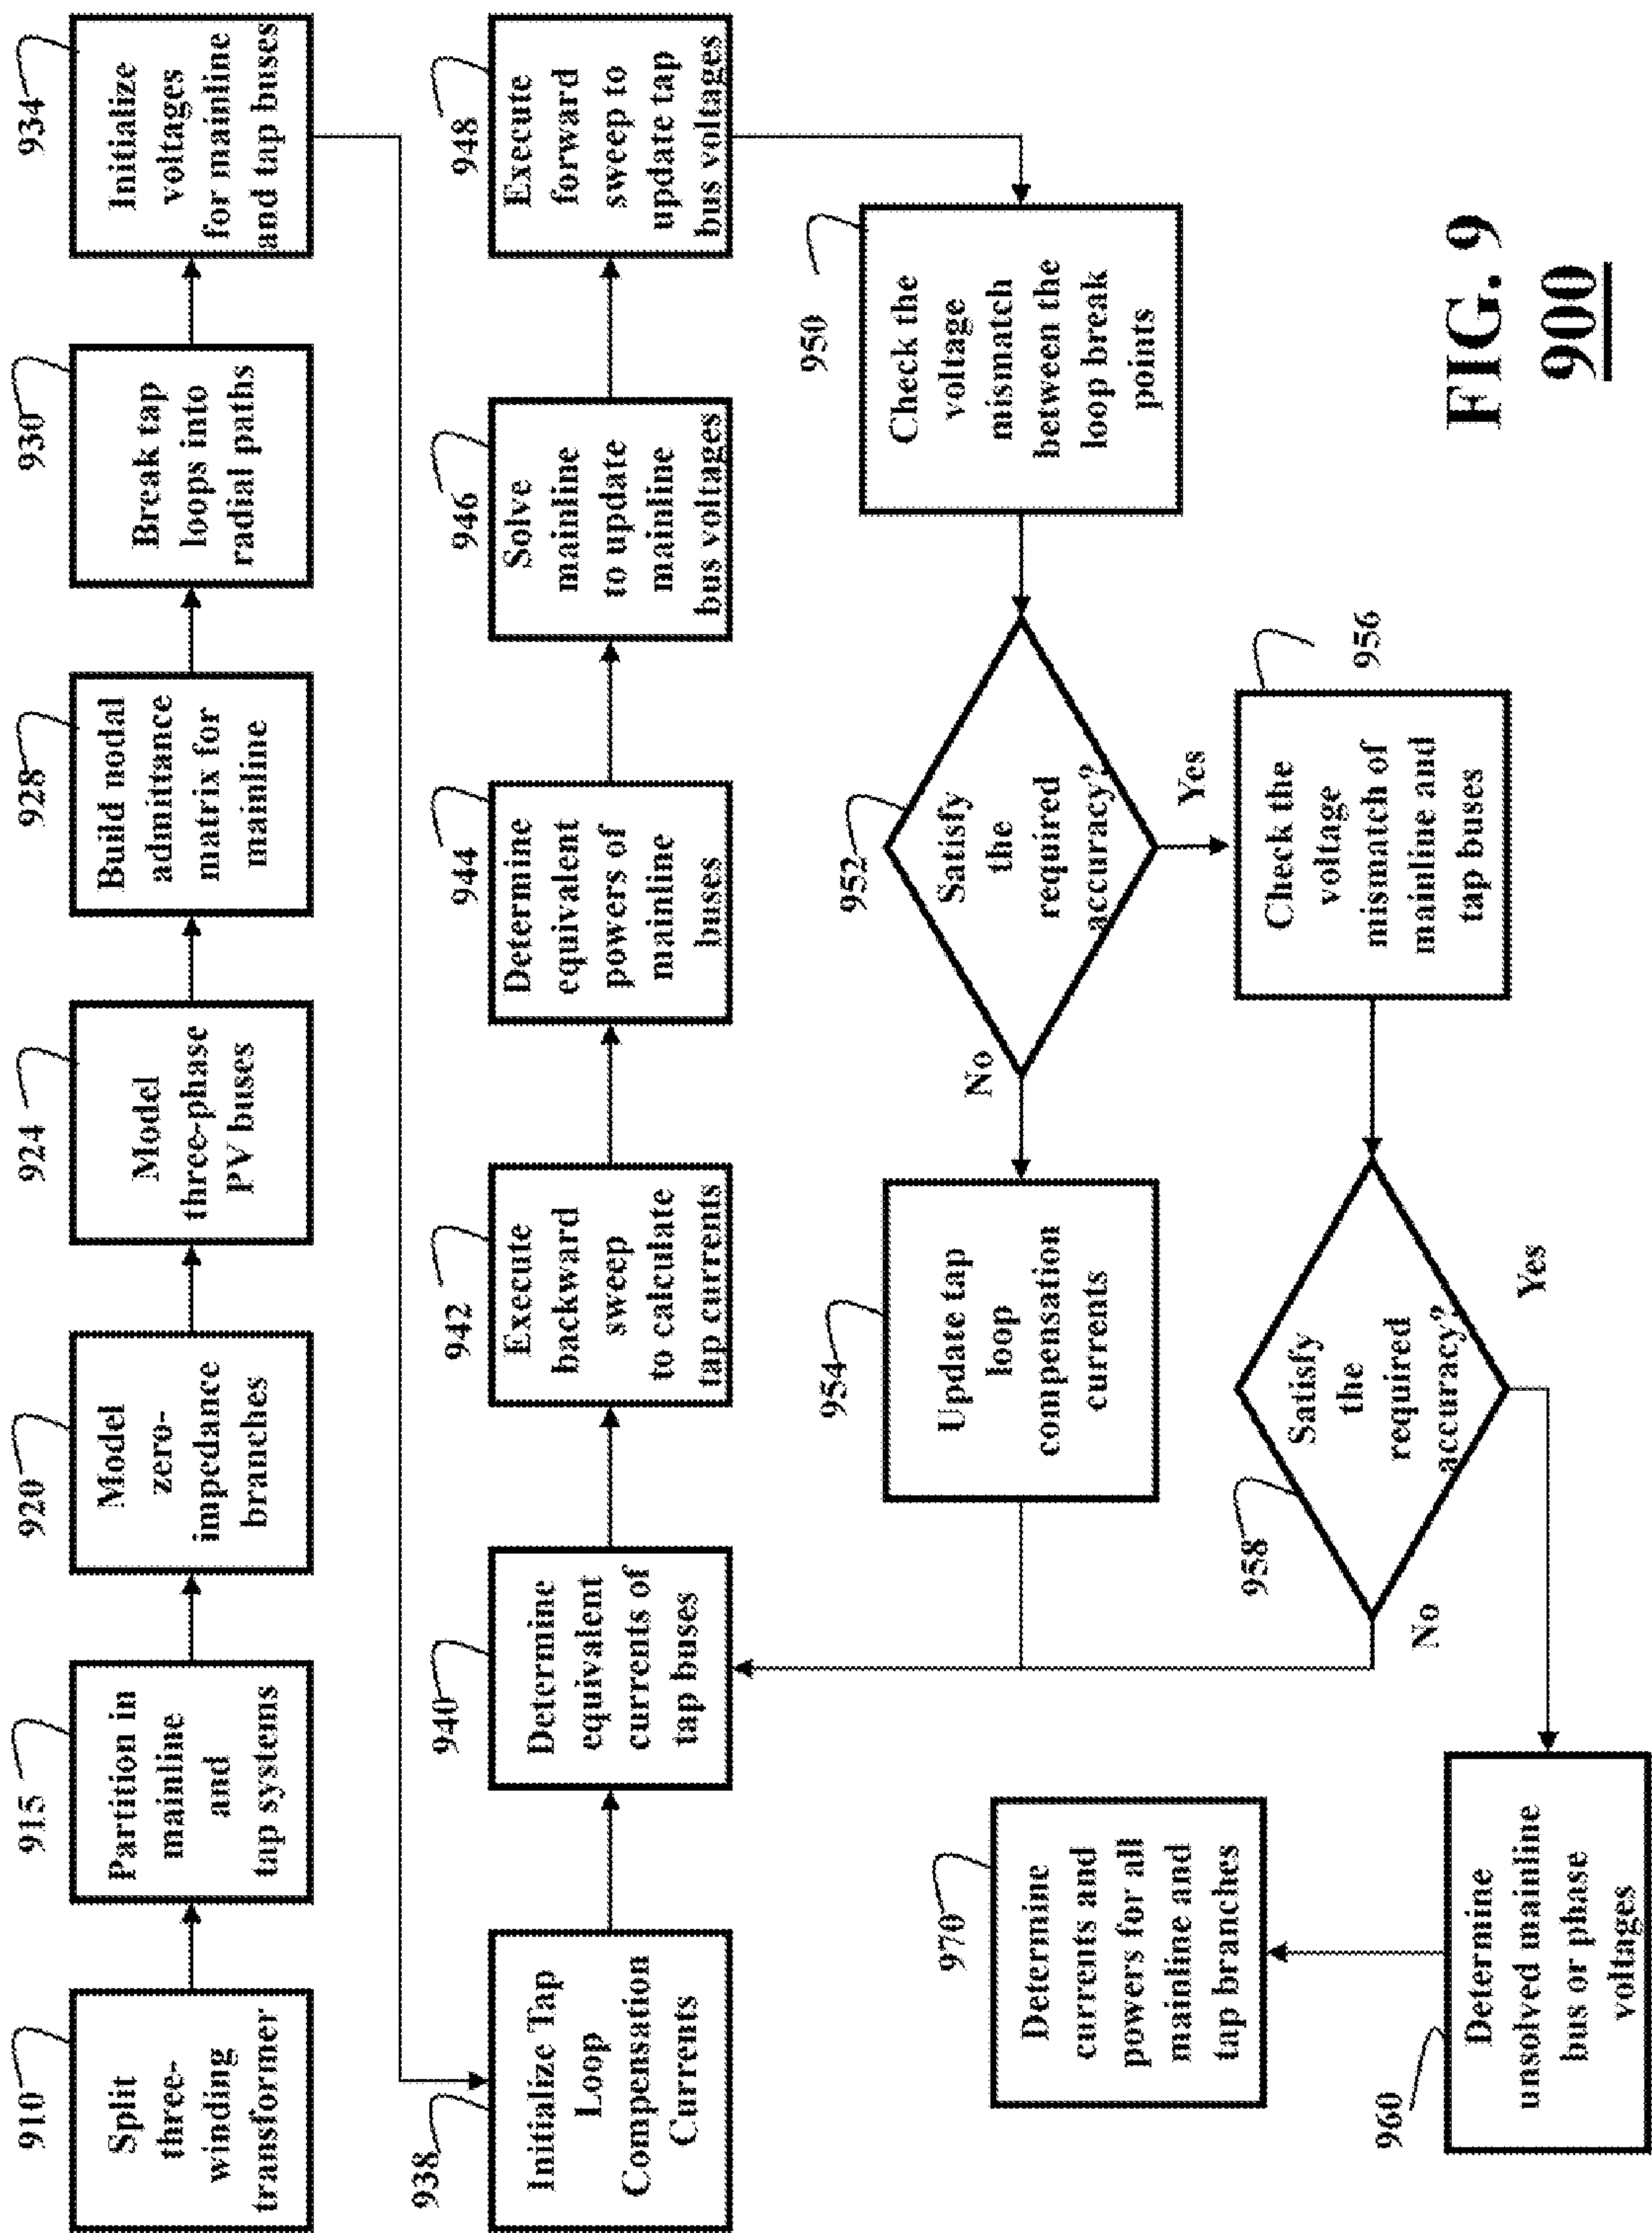 910
Split
three-
winding
transformer
915
Partition in
mainline
and
tap systems
920
Model
zero-
impedance
branches
924
Model
three-phase
PV buses
928
Build nodal
admittance
matrix for
mainline
930
Break tap
loops into
radial paths
934
Initialize
voltages
for mainline
and tap buses
938
Initialize Tap
Loop
Compensation
Currents
940
Determine
equivalent
currents of
tap buses
942
Execute
backward
sweep
to calculate
tap currents
944
Determine
equivalent
powers of
mainline
buses
946
Solve
mainline
to update
mainline
bus voltages
948
Execute
forward
sweep to
update tap
bus voltages
950
Check the
voltage
mismatch
between the
loop break
points
952
Satisfy
the
required
accuracy?
No
Yes
954
Update tap
loop
compensation
currents
956
Check the
voltage
mismatch of
mainline and
tap buses
958
Satisfy
the
required
accuracy?
No
Yes
960
Determine
unsolved mainline
bus or phase
voltages
970
Determine
currents and
powers for all
mainline and
tap branches
FIG. 9
900